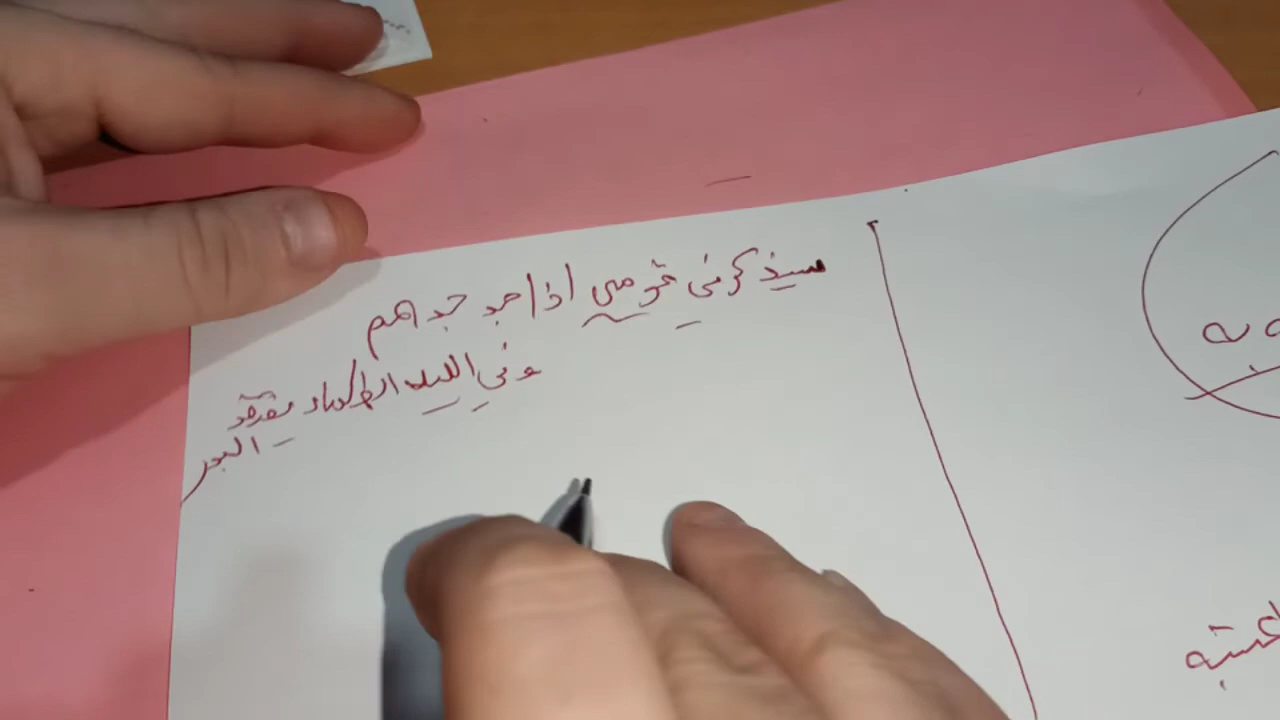 سيذكرني قومي اذا جد جدهم
وفي الليلة الظلماء يفتقد
البدر